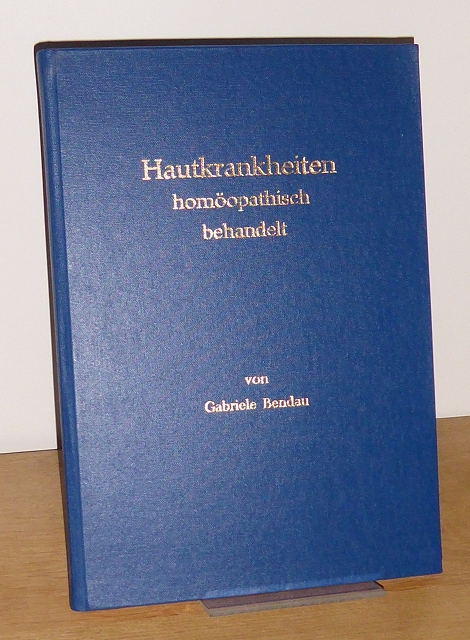 Hautkrankheiten
homöopathisch
behandelt
von
Gabriele Bendau